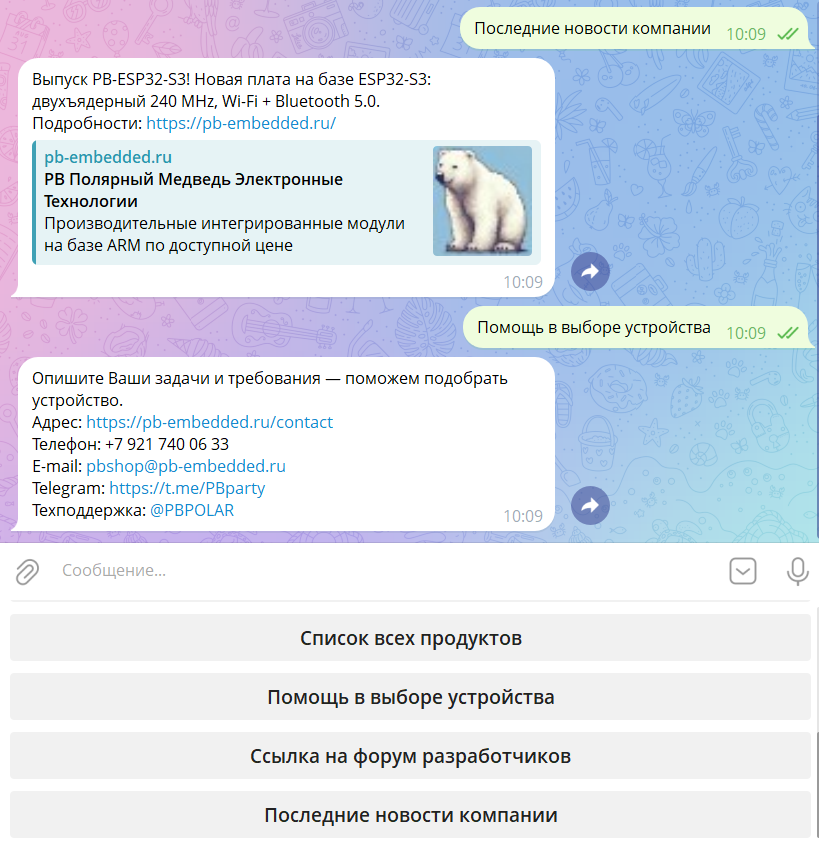 Последние новости компании 10:09
Выпуск PB-ESP32-S3! Новая плата на базе ESP32-S3:
двухъядерный 240 MHz, Wi-Fi + Bluetooth 5.0.
Подробности: https://pb-embedded.ru/
pb-embedded.ru
РВ Полярный Медведь Электронные
Технологии
Производительные интегрированные модули
на базе ARM по доступной цене
10:09
Помощь в выборе устройства 10:09
Опишите Ваши задачи и требования — поможем подобрать
устройство.
Адрес: https://pb-embedded.ru/contact
Телефон: +7 921 740 06 33
E-mail: pbshop@pb-embedded.ru
Telegram: https://t.me/PBparty
Техподдержка: @PBPOLAR 10:09
Сообщение...
Список всех продуктов
Помощь в выборе устройства
Ссылка на форум разработчиков
Последние новости компании